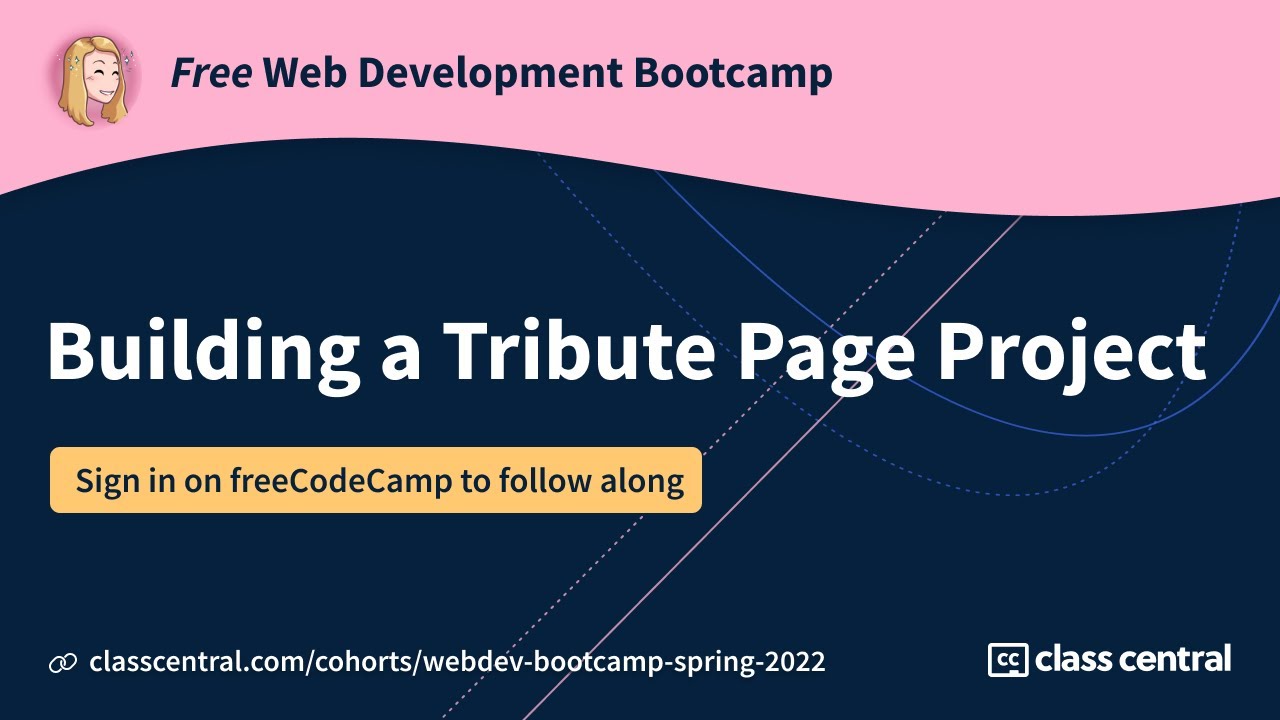 Free Web Development Bootcamp
Building a Tribute Page Project
Sign in on freeCodeCamp to follow along
classcentral.com/cohorts/webdev-bootcamp-spring-2022
cc class central